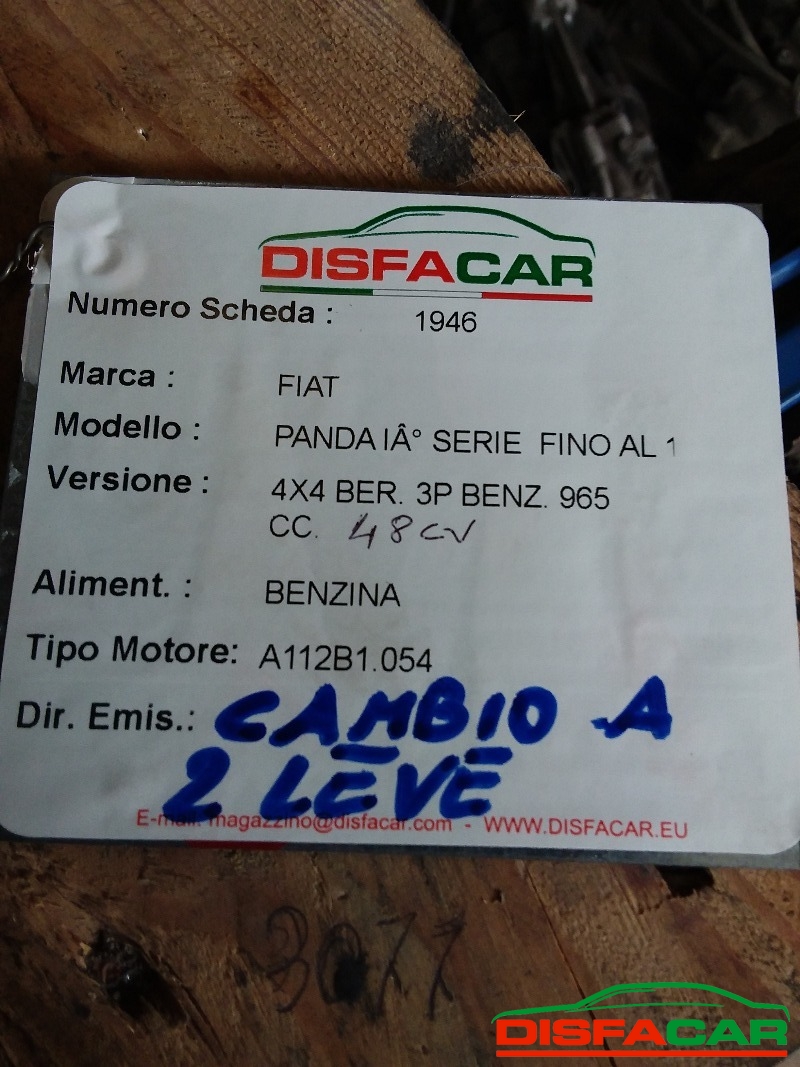 DISFACAR
Numero Scheda : 1946
Marca : FIAT
Modello : PANDA IÂ° SERIE FINO AL 1
Versione : 4X4 BER. 3P BENZ. 965
CC. 48 CV
Aliment. : BENZINA
Tipo Motore: A112B1.054
Dir. Emis.: CAMBIO A
2 LEVE
E-mail: magazzino@disfacar.com - WWW.DISFACAR.EU
3077
DISFACAR